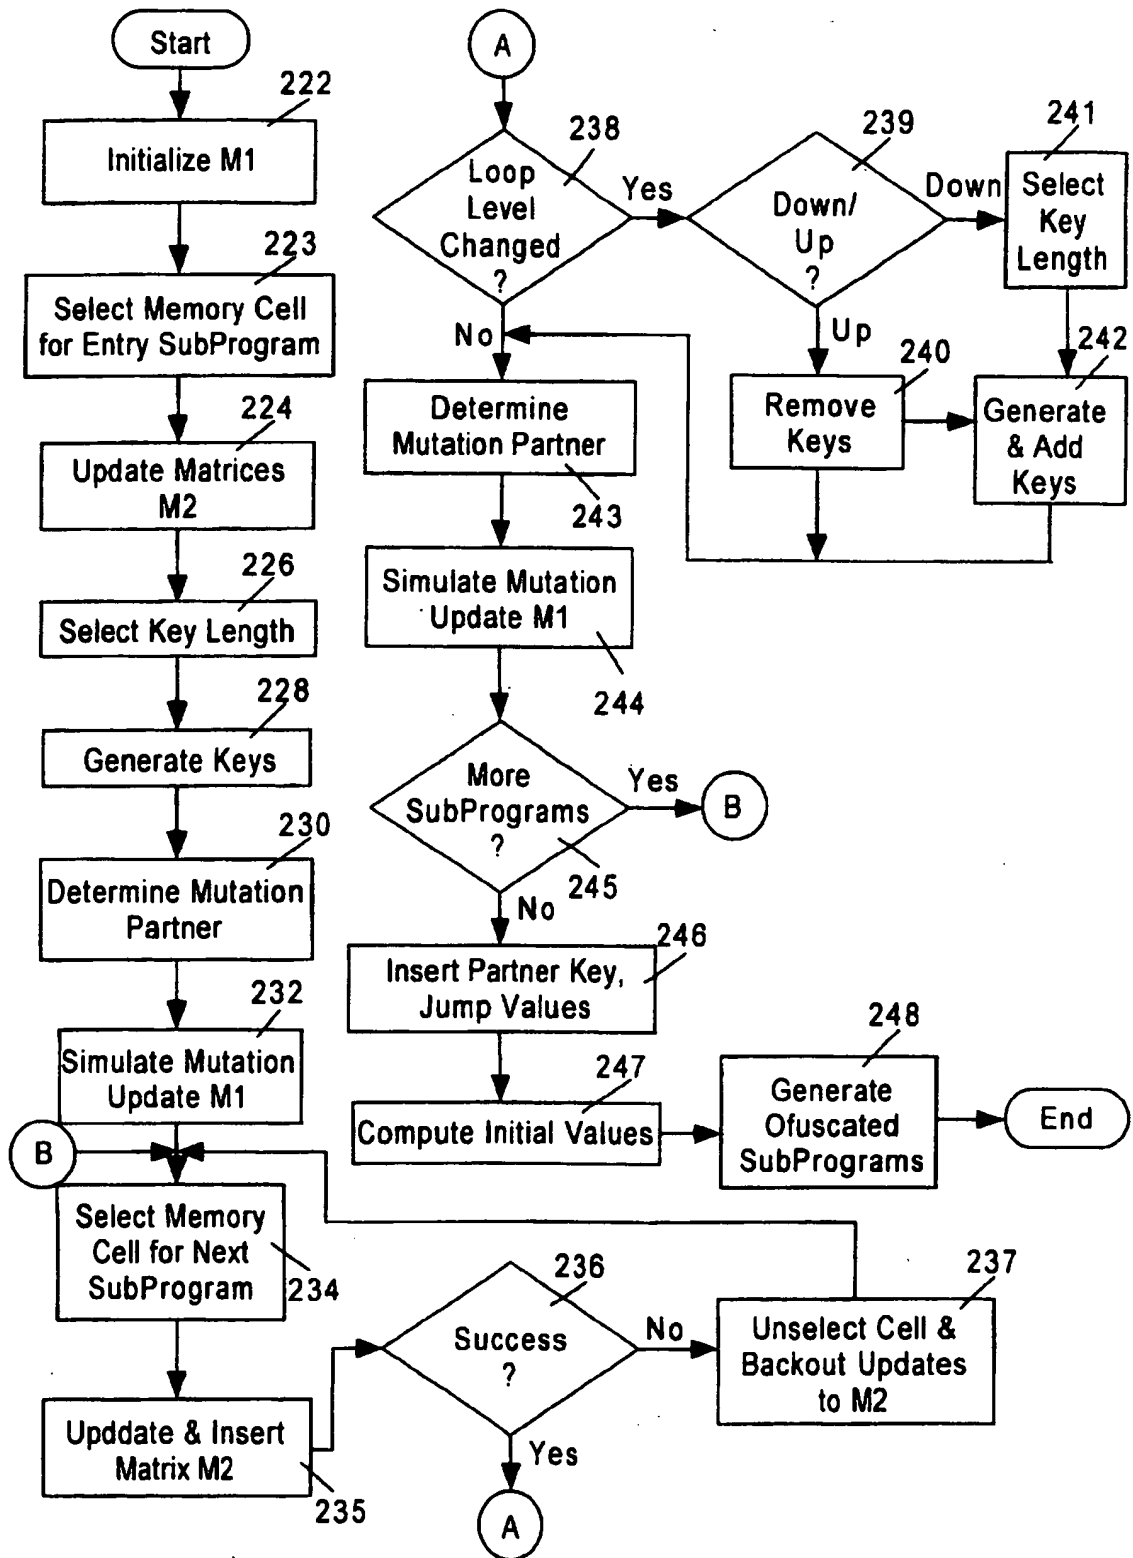 Start
222
Initialize M1
223
Select Memory Cell
for Entry SubProgram
224
Update Matrices
M2
226
Select Key Length
228
Generate Keys
230
Determine Mutation
Partner
232
Simulate Mutation
Update M1
B
Select Memory
Cell for Next
SubProgram
234
Upddate & Insert
Matrix M2
235
236
Success
?
No
Yes
A
237
Unselect Cell &
Backout Updates
to M2
A
238
Loop
Level
Changed
?
Yes
No
239
Down/
Up
?
Down
Up
241
Select
Key
Length
240
Remove
Keys
242
Generate
& Add
Keys
Determine
Mutation Partner
243
Simulate Mutation
Update M1
244
More
SubPrograms
?
245
Yes
B
No
246
Insert Partner Key,
Jump Values
247
Compute Initial Values
248
Generate
Ofuscated
SubPrograms
End